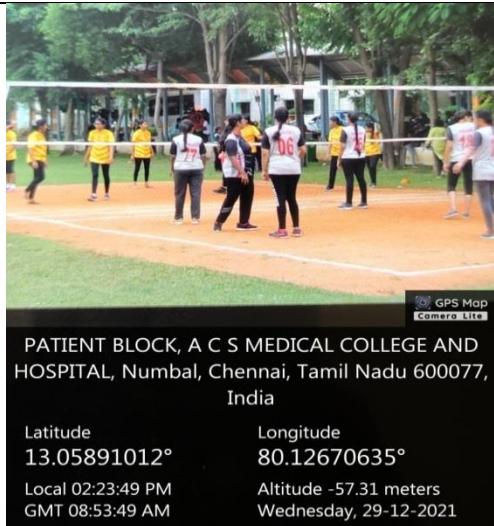 77
06
GPS Map
Camera Lite
PATIENT BLOCK, A C S MEDICAL COLLEGE AND
HOSPITAL, Numbal, Chennai, Tamil Nadu 600077,
India
Latitude
Longitude
13.05891012°
80.12670635°
Local 02:23:49 PM
Altitude -57.31 meters
GMT 08:53:49 AM
Wednesday, 29-12-2021